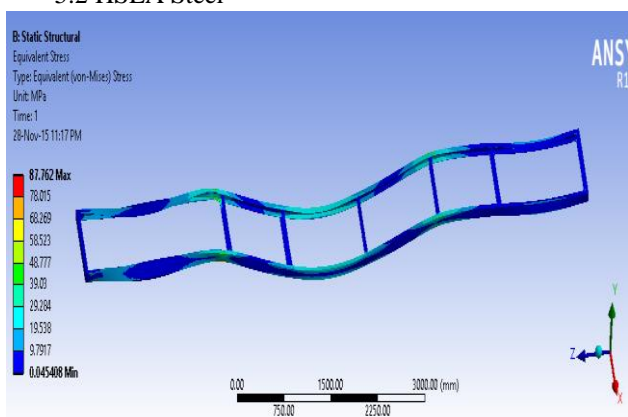 B: Static Structural
Equivalent Stress
Type: Equivalent (von-Mises) Stress
Unit: MPa
Time: 1
28-Nov-15 11:17 PM
87.762 Max
78.015
68.269
58.523
48.777
39.03
29.284
19.538
9.7917
0.045408 Min
ANSY
R1
Y
Z
X
0.00 1500.00 3000.00 (mm)
750.00 2250.00